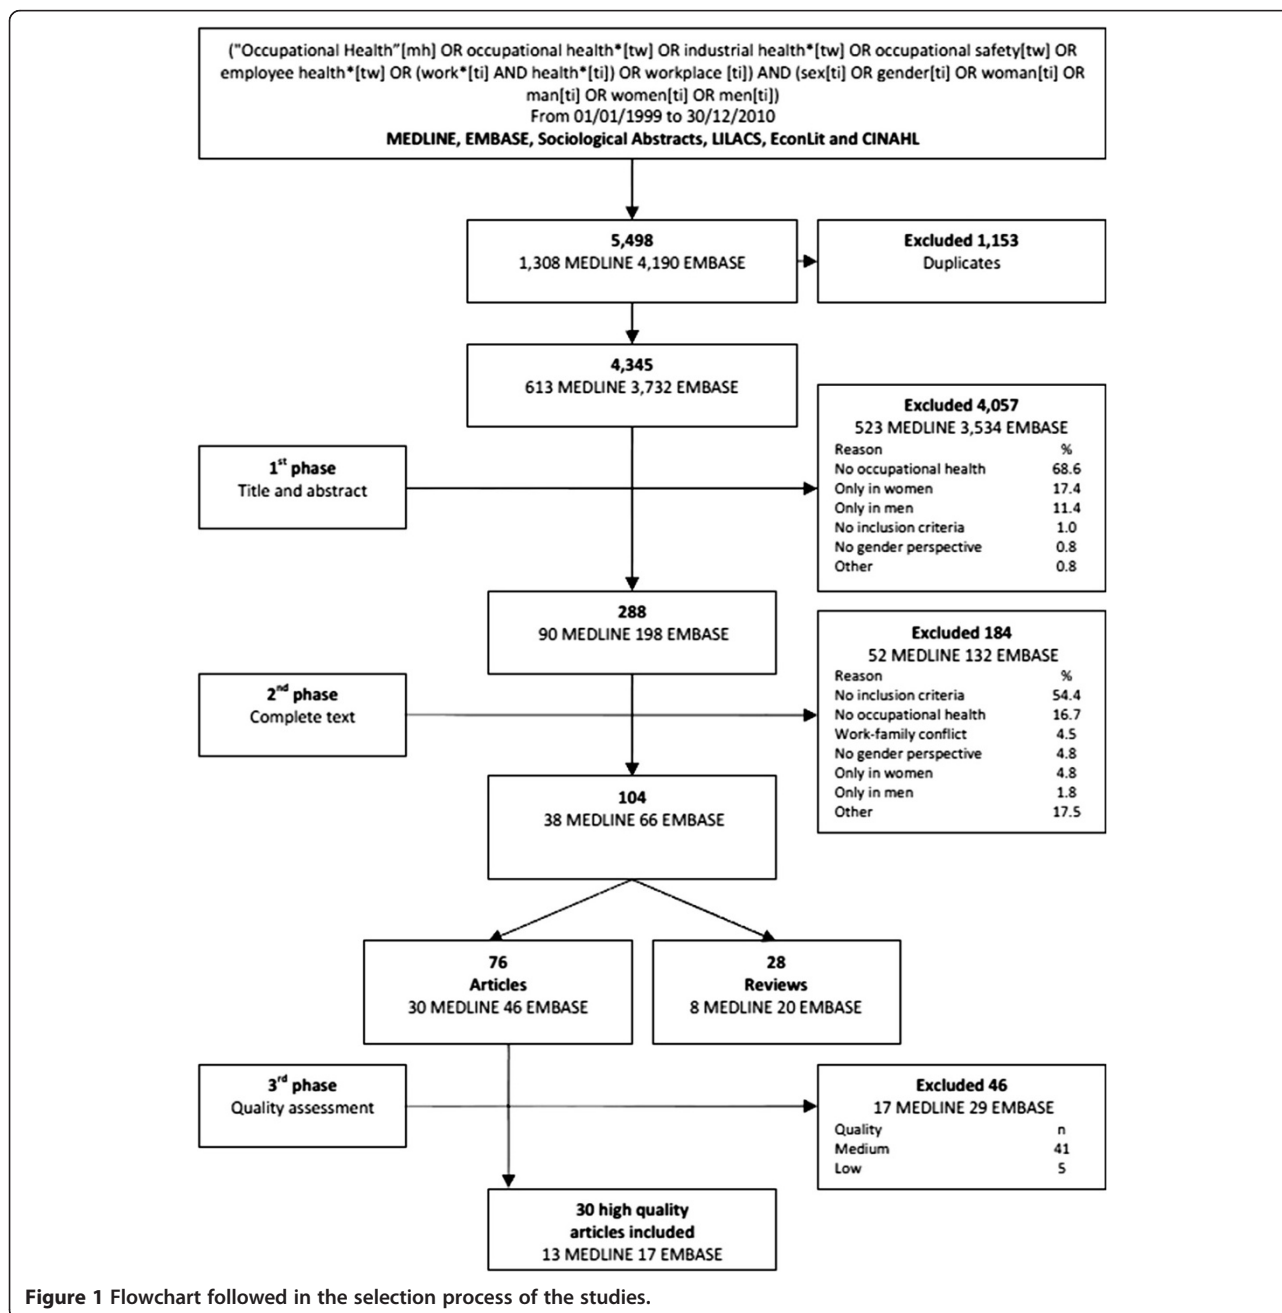 ("Occupational Health”[mh] OR occupational health*[tw] OR industrial health*[tw] OR occupational safety[tw] OR
employee health*[tw] OR (work*[ti] AND health*[ti]) OR workplace [ti]) AND (sex[ti] OR gender[ti] OR woman[ti] OR
man[ti] OR women[ti] OR men[ti])
From 01/01/1999 to 30/12/2010
MEDLINE, EMBASE, Sociological Abstracts, LILACS, EconLit and CINAHL
5,498
1,308 MEDLINE 4,190 EMBASE
Excluded 1,153
Duplicates
4,345
613 MEDLINE 3,732 EMBASE
Excluded 4,057
523 MEDLINE 3,534 EMBASE
Reason %
No occupational health 68.6
Only in women 17.4
Only in men 11.4
No inclusion criteria 1.0
No gender perspective 0.8
Other 0.8
1st phase
Title and abstract
288
90 MEDLINE 198 EMBASE
Excluded 184
52 MEDLINE 132 EMBASE
Reason %
No inclusion criteria 54.4
No occupational health 16.7
Work-family conflict 4.5
No gender perspective 4.8
Only in women 4.8
Only in men 1.8
Other 17.5
2nd phase
Complete text
104
38 MEDLINE 66 EMBASE
76
Articles
30 MEDLINE 46 EMBASE
28
Reviews
8 MEDLINE 20 EMBASE
3rd phase
Quality assessment
Excluded 46
17 MEDLINE 29 EMBASE
Quality n
Medium 41
Low 5
30 high quality
articles included
13 MEDLINE 17 EMBASE
Figure 1 Flowchart followed in the selection process of the studies.